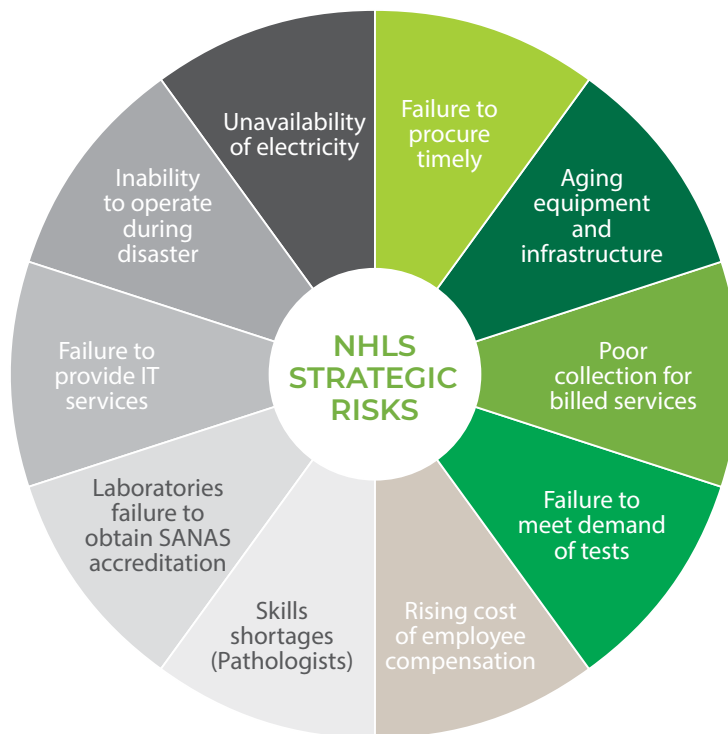 NHLS
STRATEGIC
RISKS
Failure to
procure
timely
Aging
equipment
and
infrastructure
Poor
collection for
billed services
Failure to
meet demand
of tests
Rising cost
of employee
compensation
Skills
shortages
(Pathologists)
Laboratories
failure to
obtain SANAS
accreditation
Failure to
provide IT
services
Inability
to operate
during
disaster
Unavailability
of electricity